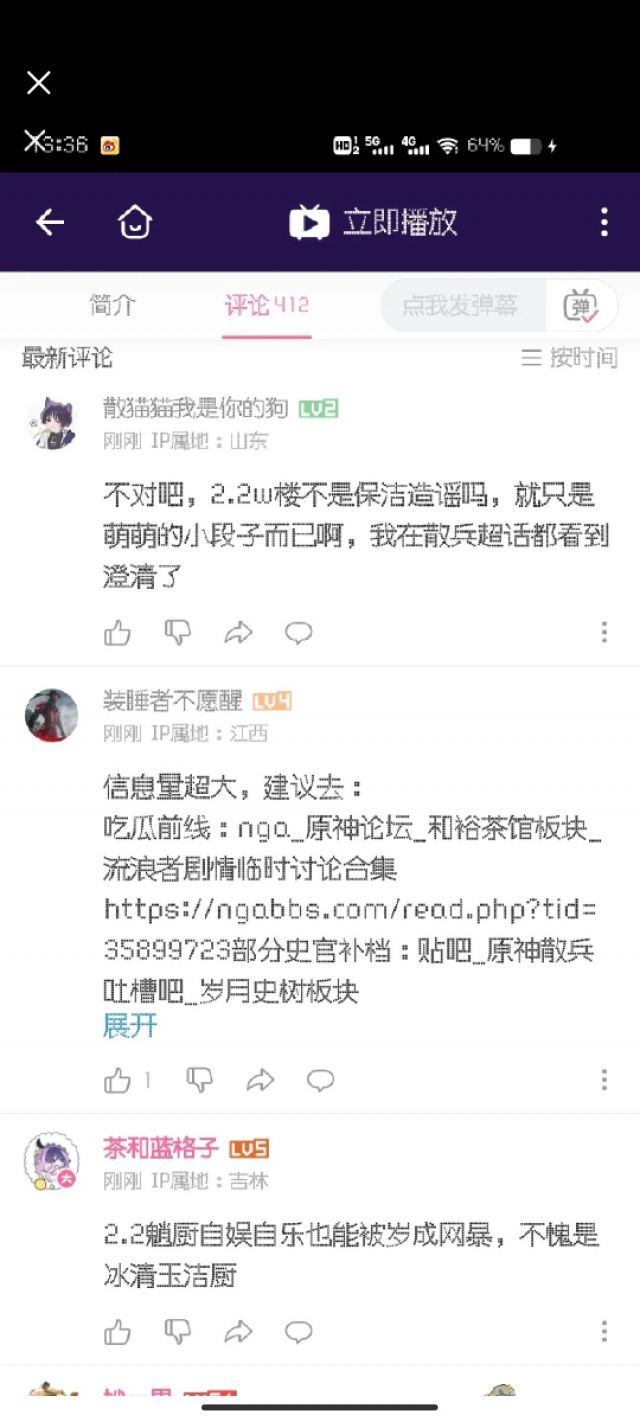 13:36
HD 1 2 5G 4G 64%
立即播放
简介
评论 412
点我发弹幕
弹
最新评论
按时间
散猫猫我是你的狗 LV2
刚刚 IP属地：山东
不对吧，2.2w楼不是保洁造谣吗，就只是
萌萌的小段子而已啊，我在散兵超话都看到
澄清了
装睡者不愿醒 LV4
刚刚 IP属地：江西
信息量超大，建议去：
吃瓜前线：nga_原神论坛_和裕茶馆板块_
流浪者剧情临时讨论合集
https://ngabbs.com/read.php?tid=
35899723部分史官补档：贴吧_原神散兵
吐槽吧_岁月史树板块
展开
1
大
茶和蓝格子 LV5
刚刚 IP属地：吉林
2.2魈厨自娱自乐也能被岁成网暴，不愧是
冰清玉洁厨